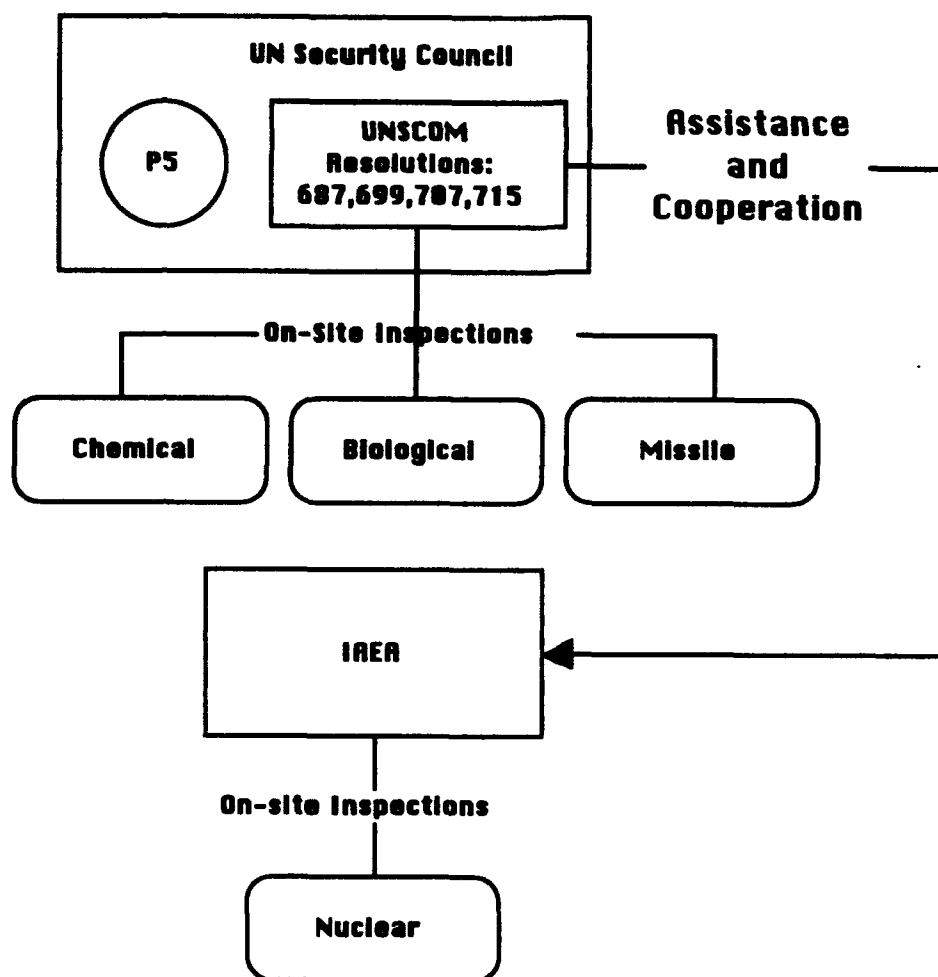 UN Security Council
P5
UNSCOM
Resolutions:
687,699,707,715
Assistance
and
Cooperation
On-Site Inspections
Chemical
Biological
Missile
IAEA
On-site Inspections
Nuclear